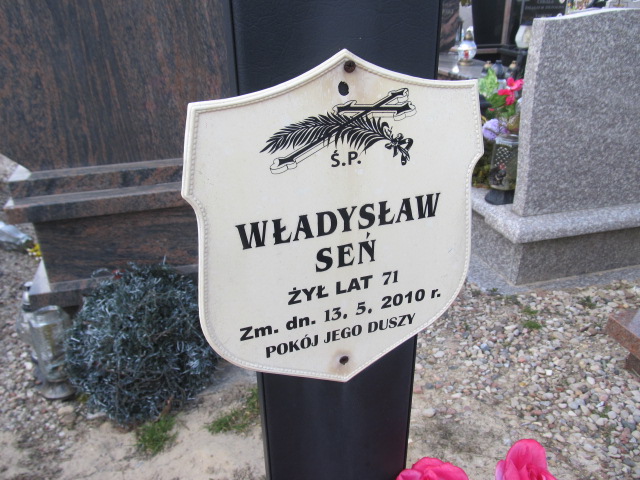 Ś.P.
WŁADYSŁAW
SEŃ
ŻYŁ LAT 71
Zm. dn. 13. 5. 2010 r.
POKÓJ JEGO DUSZY